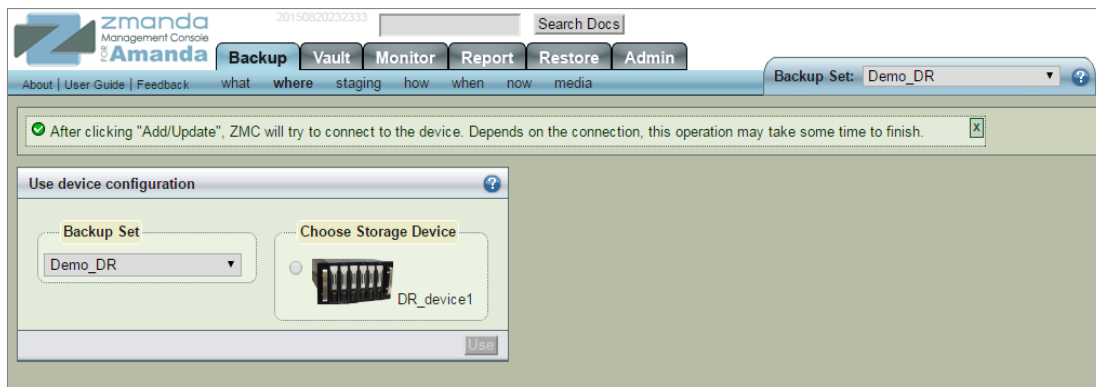 zmanda
Management Console
FOR Amanda
20150820232333
Search Docs
Backup Vault Monitor Report Restore Admin
About | User Guide | Feedback
what where staging how when now media
Backup Set: Demo_DR
?
After clicking "Add/Update", ZMC will try to connect to the device. Depends on the connection, this operation may take some time to finish.
x
Use device configuration
?
Backup Set
Demo_DR
Choose Storage Device
DR_device1
Use